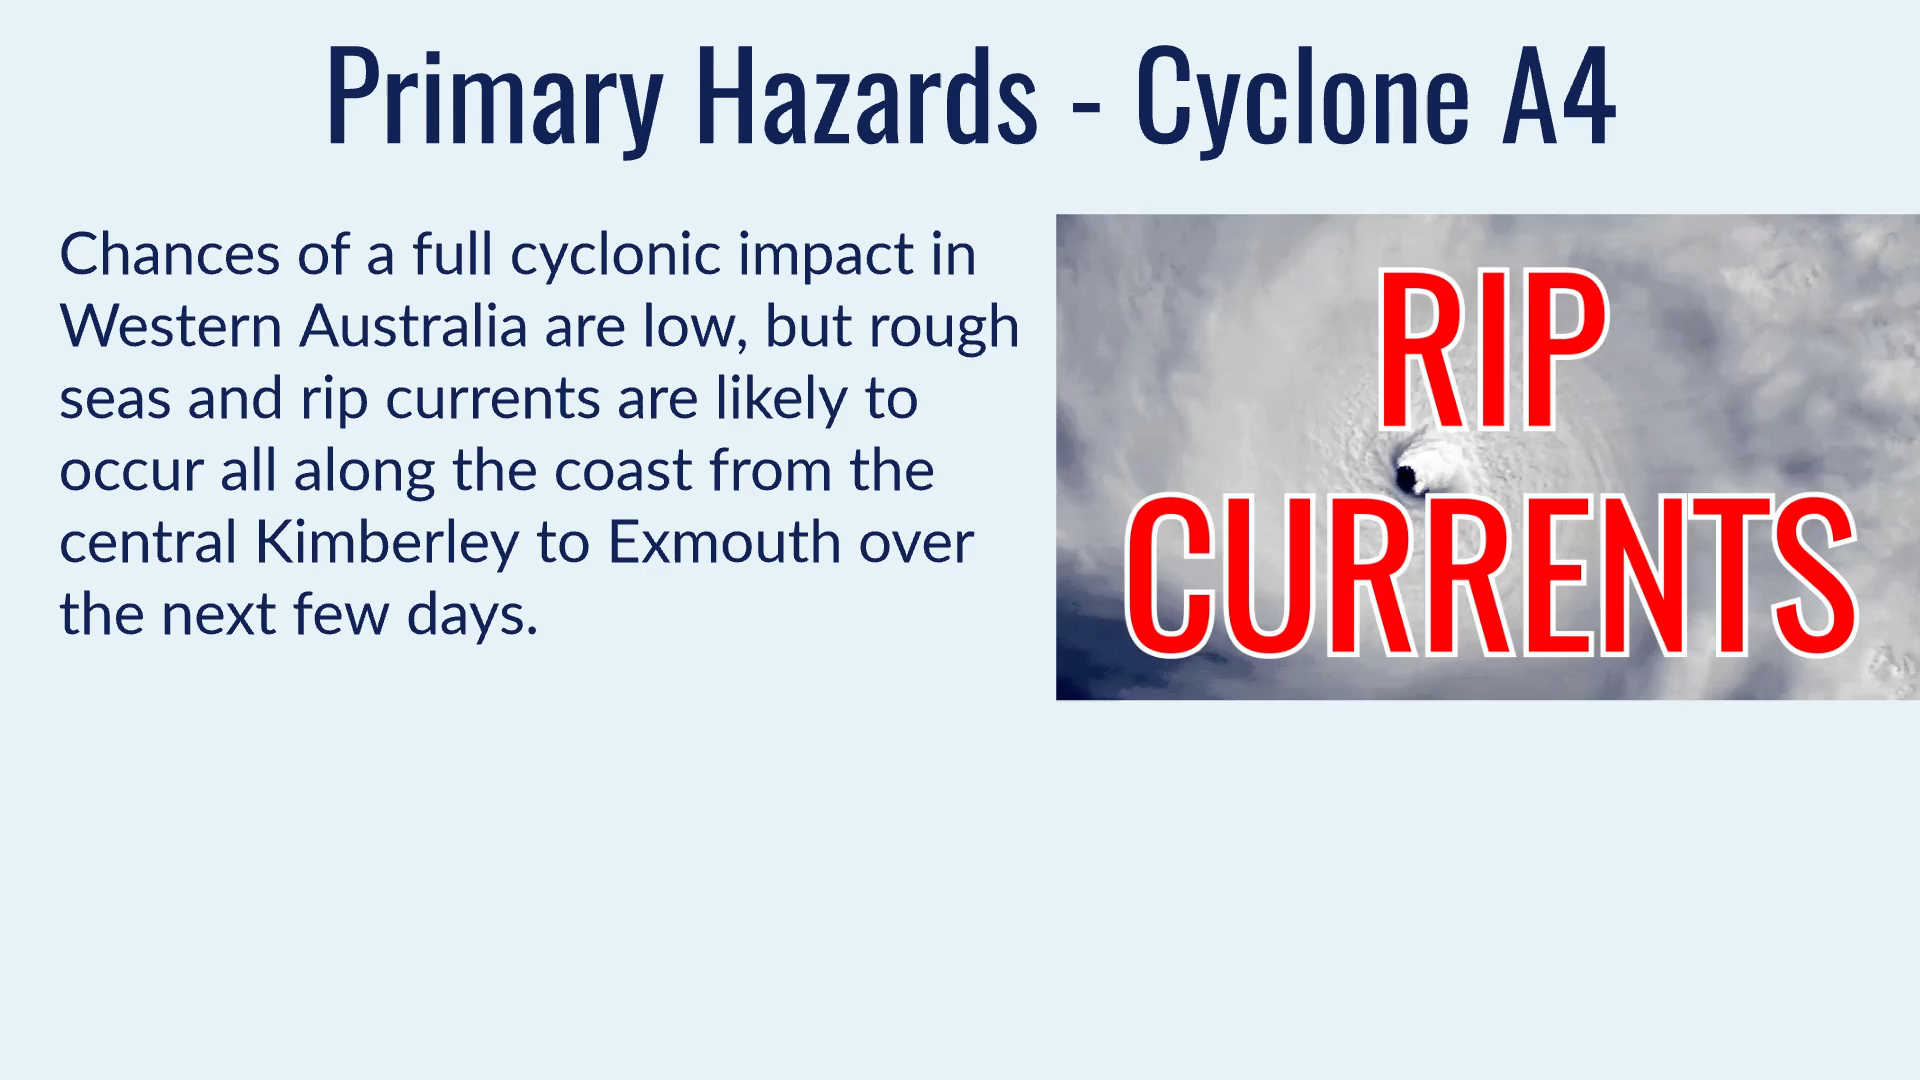 Primary Hazards - Cyclone A4
Chances of a full cyclonic impact in
Western Australia are low, but rough
seas and rip currents are likely to
occur all along the coast from the
central Kimberley to Exmouth over
the next few days.
RIP
CURRENTS